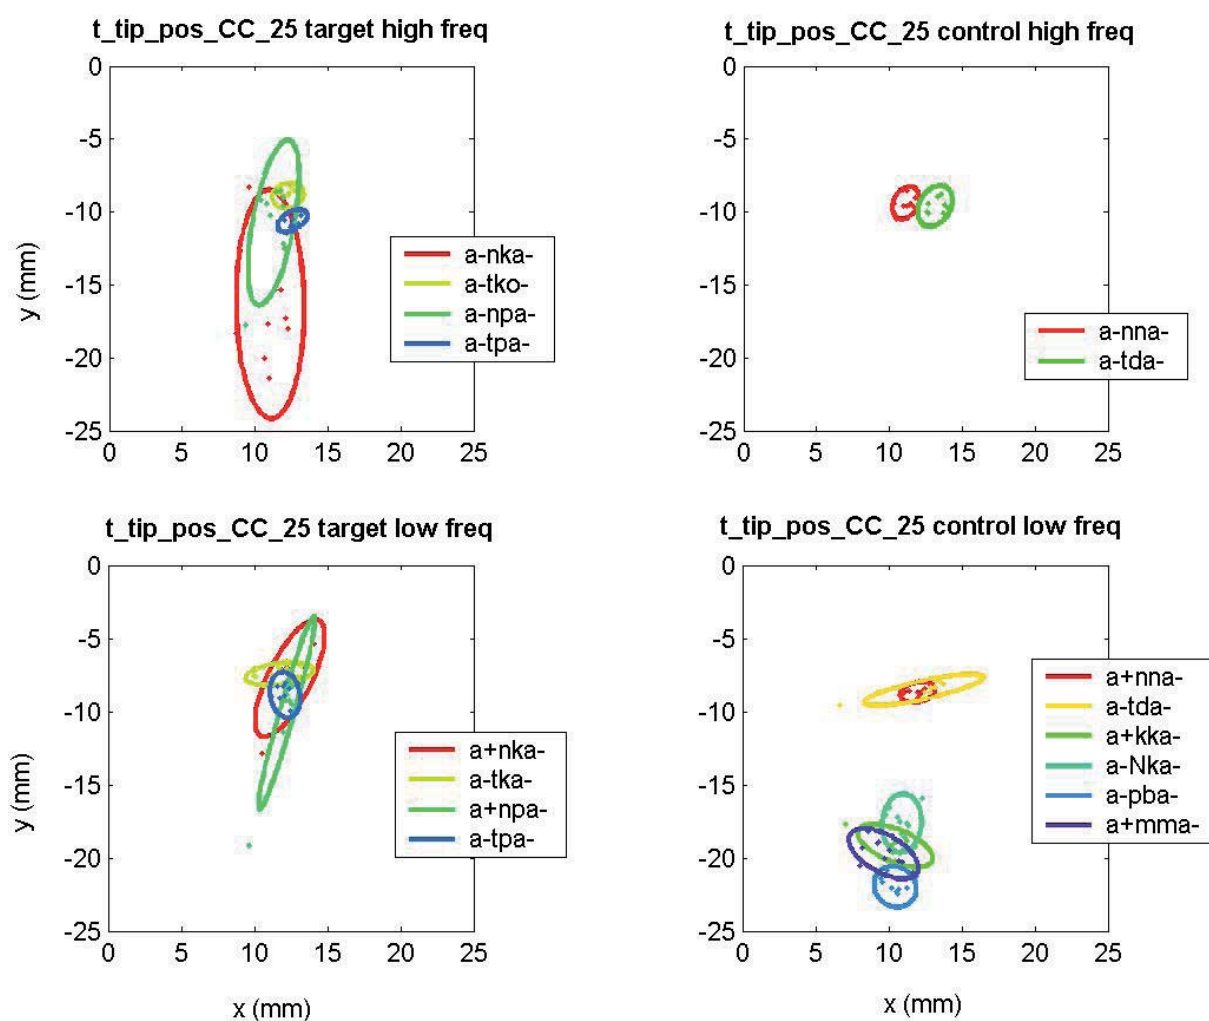 t_tip_pos_CC_25 target high freq
0
-5
-10
-15
-20
-25
0 5 10 15 20 25
y (mm)
a-nka-
a-tko-
a-npa-
a-tpa-
t_tip_pos_CC_25 control high freq
0
-5
-10
-15
-20
-25
0 5 10 15 20 25
a-nna-
a-tda-
t_tip_pos_CC_25 target low freq
0
-5
-10
-15
-20
-25
0 5 10 15 20 25
y (mm)
x (mm)
a+nka-
a-tka-
a+npa-
a-tpa-
t_tip_pos_CC_25 control low freq
0
-5
-10
-15
-20
-25
0 5 10 15 20 25
x (mm)
a+nna-
a-tda-
a+kka-
a-Nka-
a-pba-
a+mma-